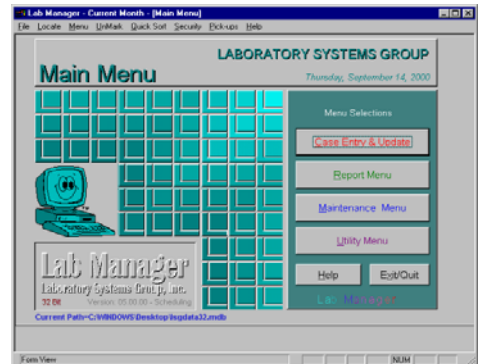 Lab Manager - Current Month - [Main Menu]
File Locate Menu UnMark Quick Sort Security Pick-ups Help
LABORATORY SYSTEMS GROUP
Main Menu
Thursday, September 14, 2000
Menu Selections
Case Entry & Update
Report Menu
Maintenance Menu
Utility Menu
Help Exit/Quit
Lab Manager
Lab Manager
Laboratory Systems Group, Inc.
32 Bit Version: 05.00.00 - Scheduling
Current Path=C:\WINDOWS\Desktop\lsgdata32.mdb
Form View NUM